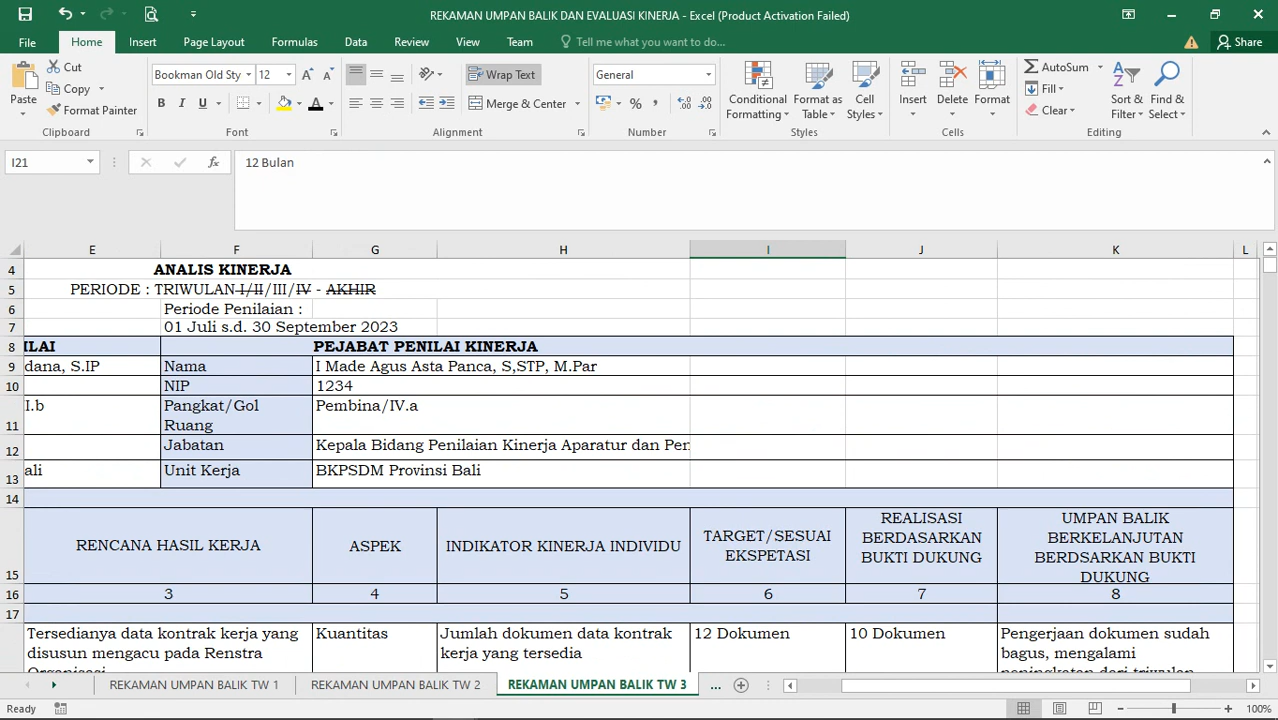 REKAMAN UMPAN BALIK DAN EVALUASI KINERJA - Excel (Product Activation Failed)
File Home Insert Page Layout Formulas Data Review View Team Tell me what you want to do... Share
Paste
Cut
Copy
Format Painter
Clipboard
Bookman Old Sty 12
B I U
Font
Wrap Text
Merge & Center
Alignment
General
%
Number
Conditional Formatting
Format as Table
Cell Styles
Styles
Insert Delete Format
Cells
AutoSum
Fill
Clear
Sort & Filter
Find & Select
Editing
I21 fx 12 Bulan
E F G H I J K L
4 ANALIS KINERJA
5 PERIODE : TRIWULAN I/II/III/IV - AKHIR
6 Periode Penilaian :
7 01 Juli s.d. 30 September 2023
8 ILAI PEJABAT PENILAI KINERJA
9 dana, S.IP Nama I Made Agus Asta Panca, S,STP, M.Par
10 NIP 1234
11 I.b Pangkat/Gol Ruang Pembina/IV.a
12 Jabatan Kepala Bidang Penilaian Kinerja Aparatur dan Pen
13 ali Unit Kerja BKPSDM Provinsi Bali
14
15 RENCANA HASIL KERJA ASPEK INDIKATOR KINERJA INDIVIDU TARGET/SESUAI EKSPETASI REALISASI BERDASARKAN BUKTI DUKUNG UMPAN BALIK BERKELANJUTAN BERDSARKAN BUKTI DUKUNG
16 3 4 5 6 7 8
17
Tersedianya data kontrak kerja yang disusun mengacu pada Renstra Organisasi Kuantitas Jumlah dokumen data kontrak kerja yang tersedia 12 Dokumen 10 Dokumen Pengerjaan dokumen sudah bagus, mengalami peningkatan dari triwulan
... REKAMAN UMPAN BALIK TW 1 REKAMAN UMPAN BALIK TW 2 REKAMAN UMPAN BALIK TW 3 ...
Ready 100%